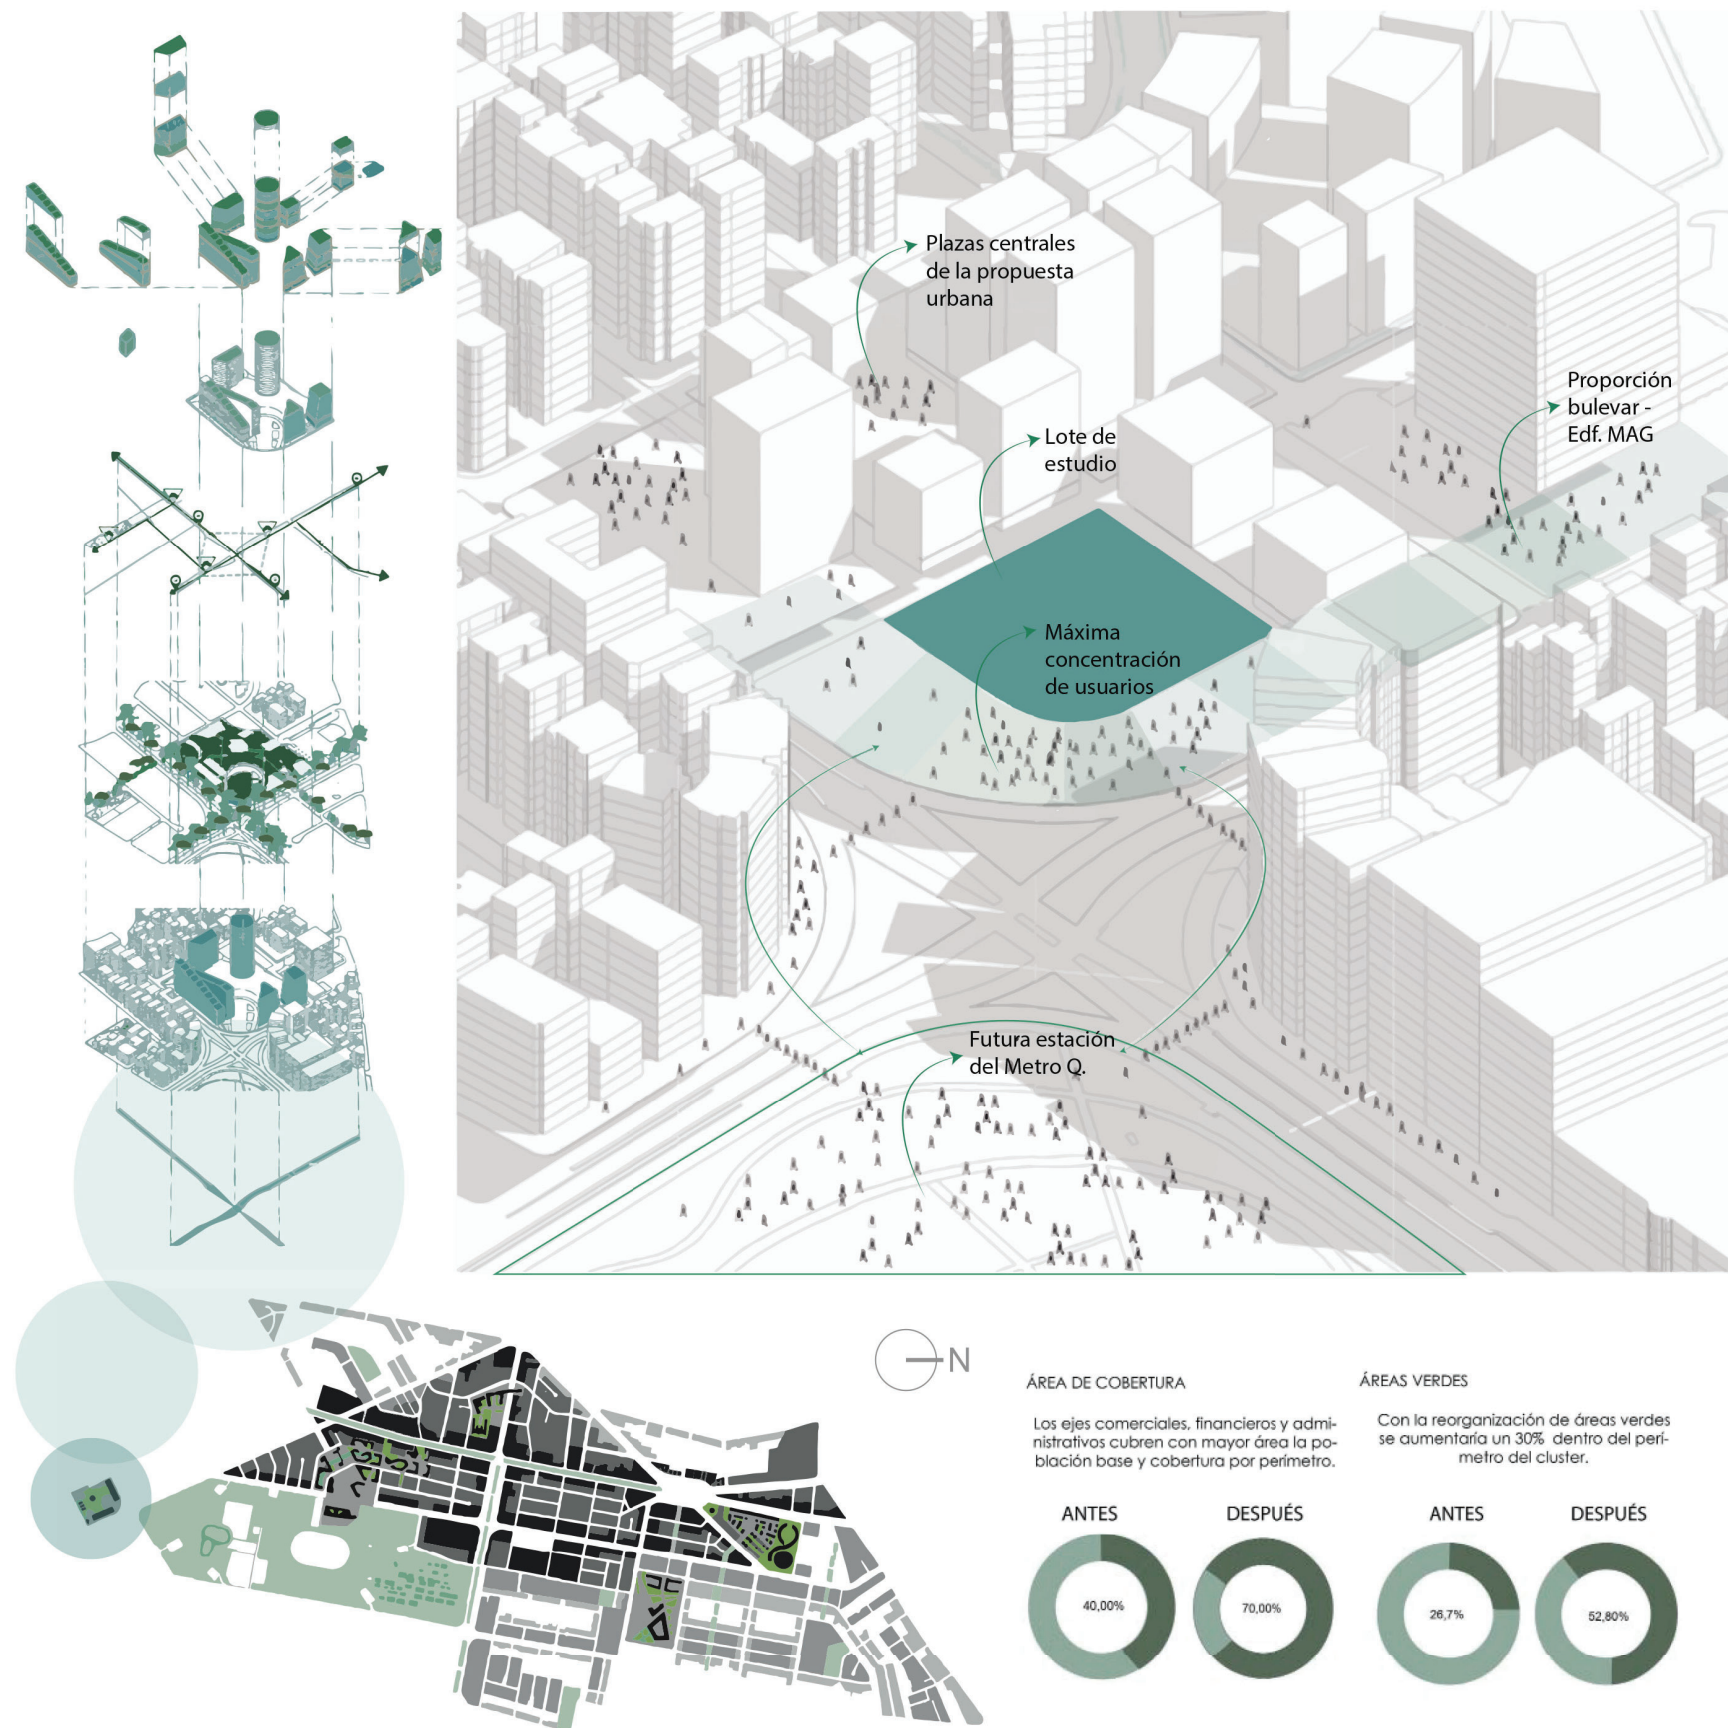 Plazas centrales
de la propuesta
urbana
Proporción
bulevar -
Edf. MAG
Lote de
estudio
Máxima
concentración
de usuarios
Futura estación
del Metro Q.
N
ÁREA DE COBERTURA
Los ejes comerciales, financieros y admi-
nistrativos cubren con mayor área la po-
blación base y cobertura por perímetro.
ANTES
DESPUÉS
40,00%
70,00%
ÁREAS VERDES
Con la reorganización de áreas verdes
se aumentaría un 30% dentro del perí-
metro del cluster.
ANTES
DESPUÉS
26,7%
52,80%